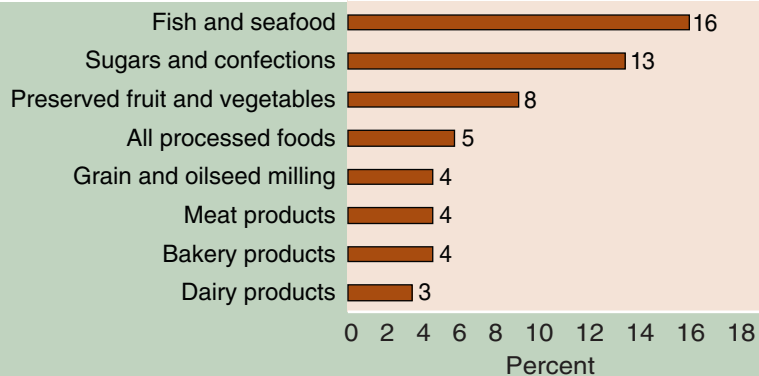 Fish and seafood 16
Sugars and confections 13
Preserved fruit and vegetables 8
All processed foods 5
Grain and oilseed milling 4
Meat products 4
Bakery products 4
Dairy products 3
0 2 4 6 8 10 12 14 16 18
Percent